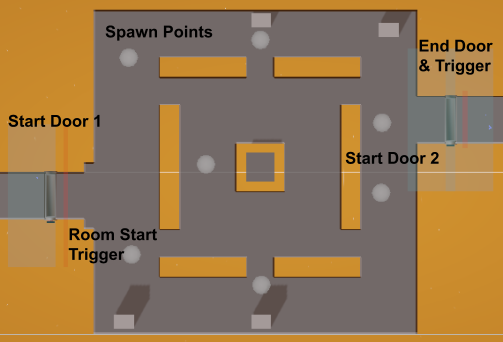 Spawn Points
End Door
& Trigger
Start Door 1
Start Door 2
Room Start
Trigger